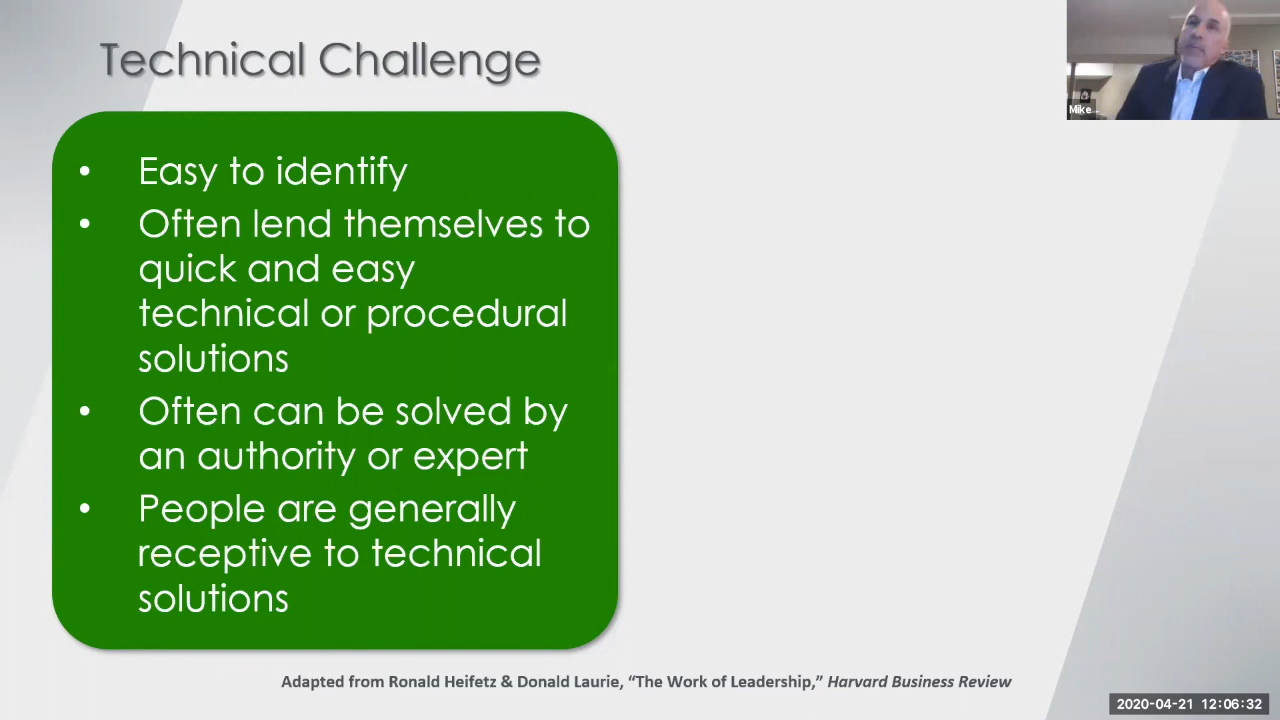 Technical Challenge
Mike
• Easy to identify
• Often lend themselves to
quick and easy
technical or procedural
solutions
• Often can be solved by
an authority or expert
• People are generally
receptive to technical
solutions
Adapted from Ronald Heifetz & Donald Laurie, “The Work of Leadership,” Harvard Business Review
2020-04-21 12:06:32